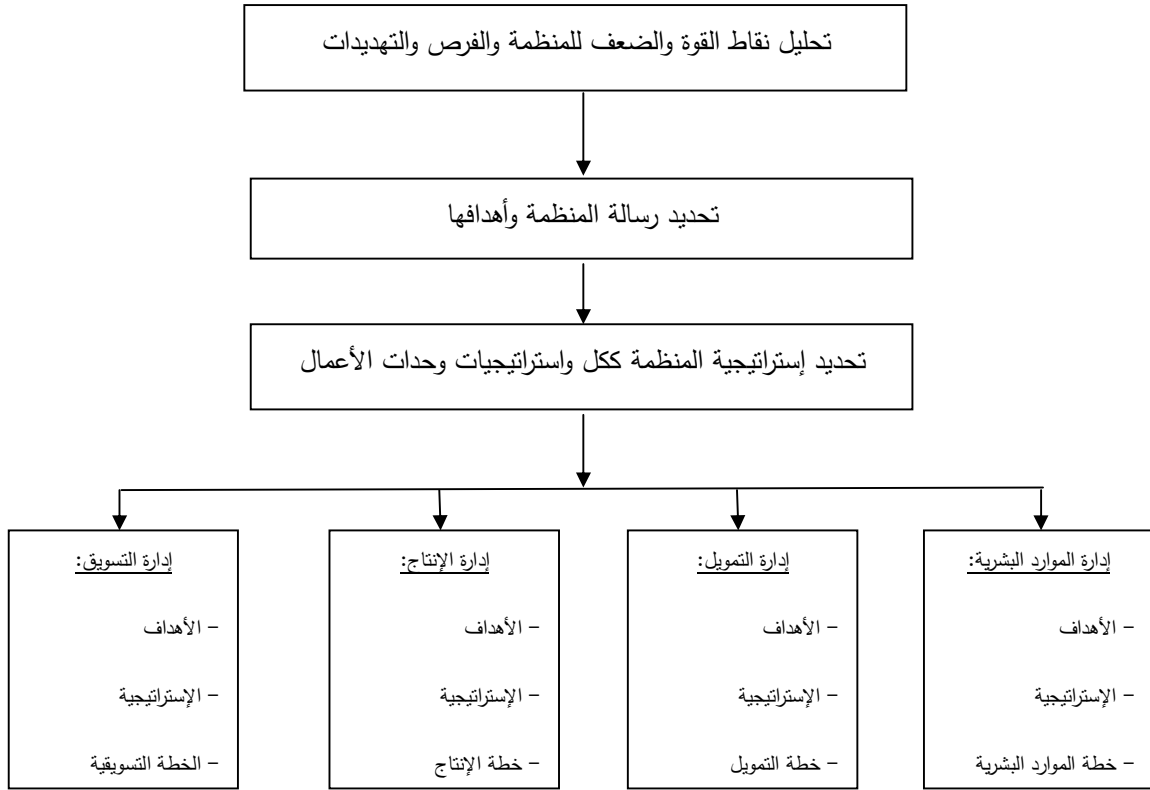 تحليل نقاط القوة والضعف للمنظمة والفرص والتهديدات
تحديد رسالة المنظمة وأهدافها
تحديد إستراتيجية المنظمة ككل واستراتيجيات وحدات الأعمال
إدارة الموارد البشرية:
– الأهداف
– الإستراتيجية
– خطة الموارد البشرية
إدارة التمويل:
– الأهداف
– الإستراتيجية
– خطة التمويل
إدارة الإنتاج:
– الأهداف
– الإستراتيجية
– خطة الإنتاج
إدارة التسويق:
– الأهداف
– الإستراتيجية
– الخطة التسويقية